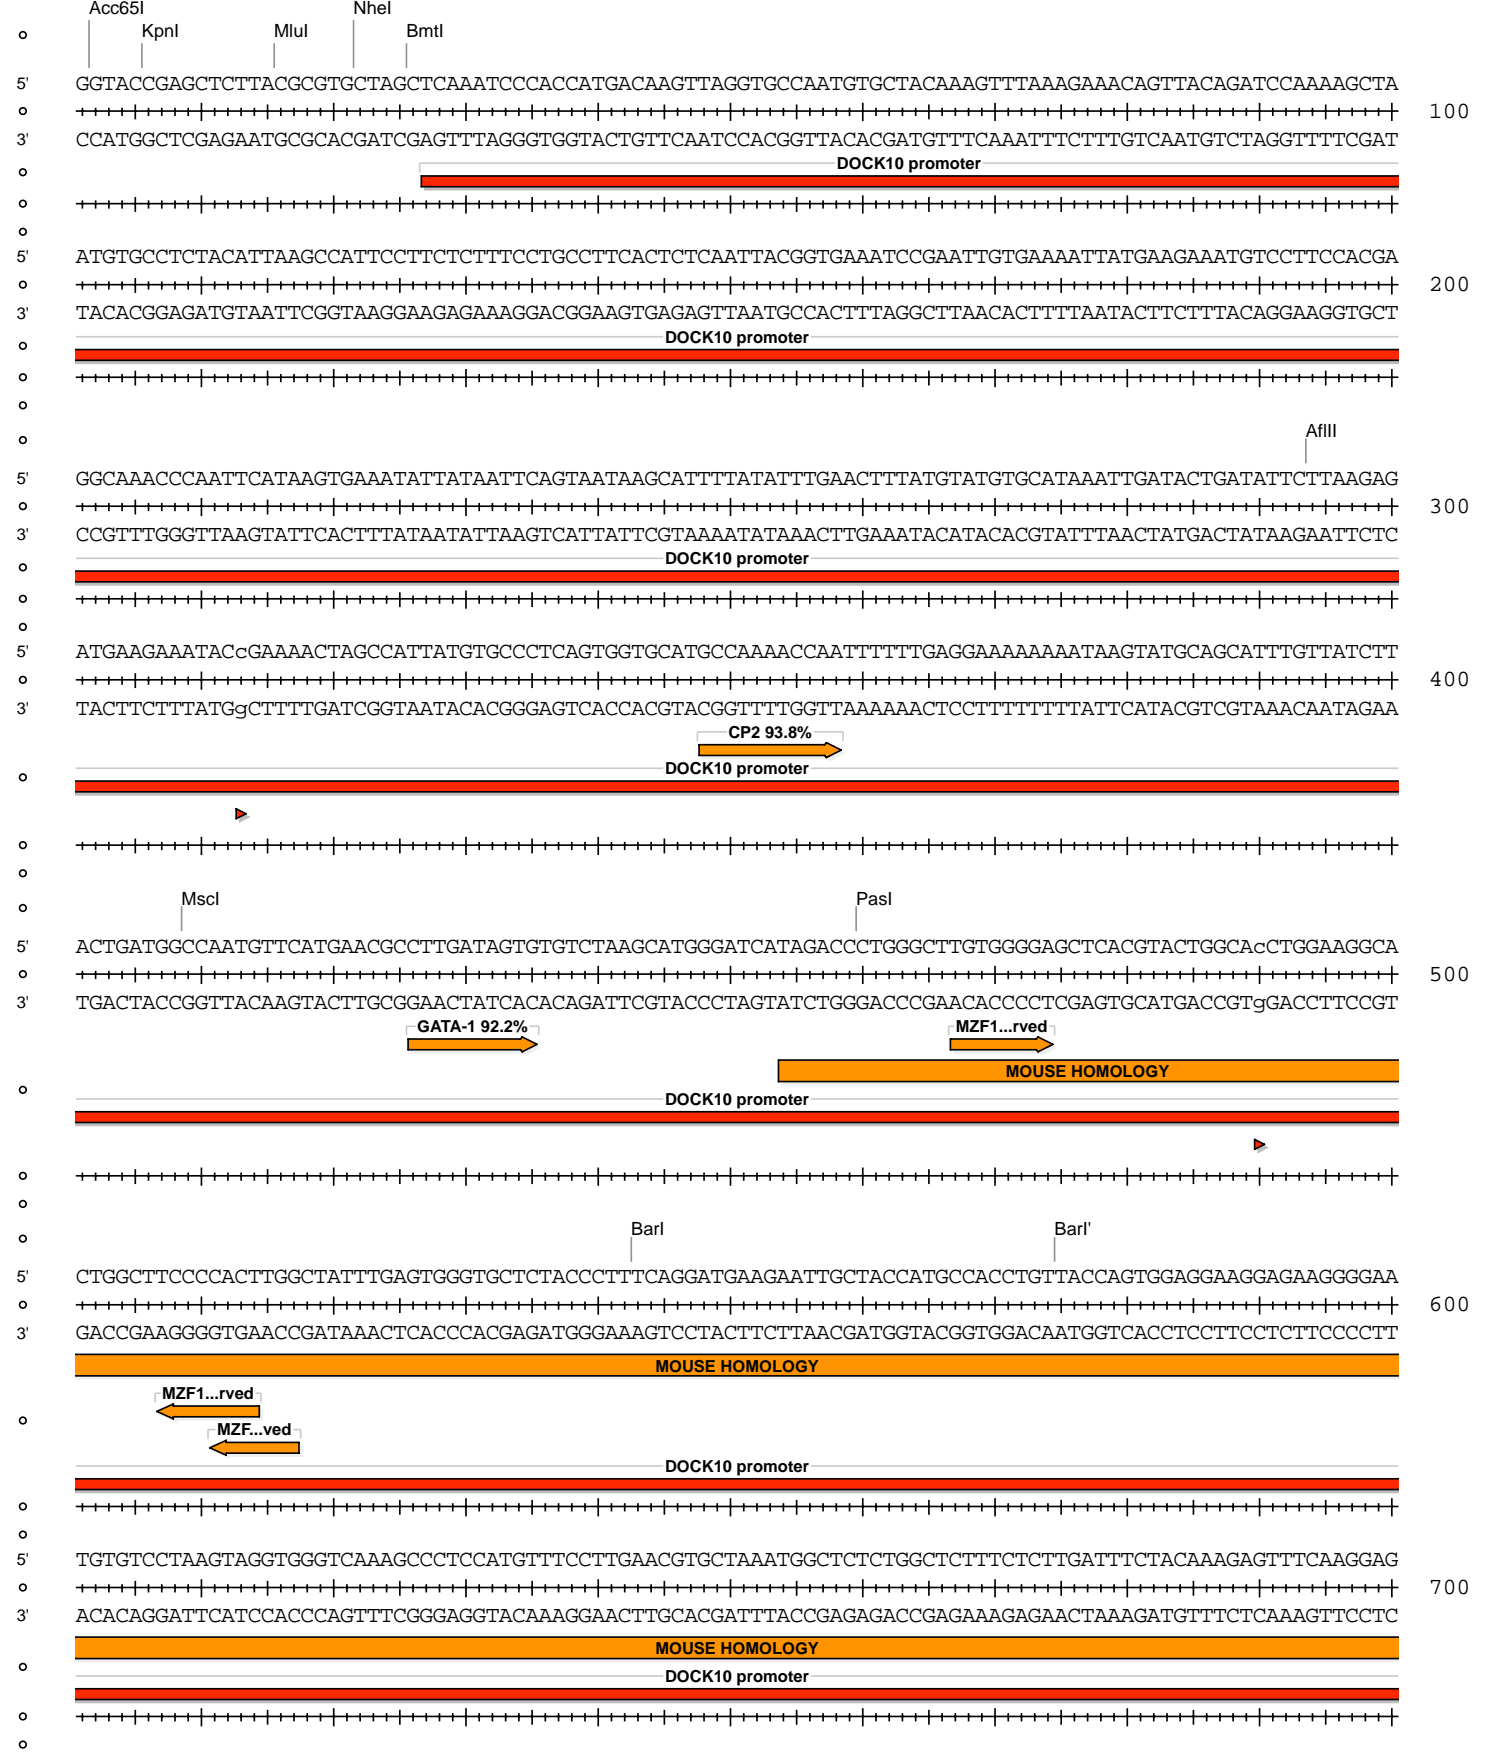 Acc65I NheI
KpnI MluI BmtI
5' GGTACCGAGCTCTTACGCGTGCTAGCTCAAATCCCACCATGACAAGTTAGGTGCCAATGTGCTACAAAGTTTAAAGAAACAGTTACAGATCCAAAAGCTA
100
3' CCATGGCTCGAGAATGCGCACGATCGAGTTTAGGGTGGTACTGTTCAATCCACGGTTACACGATGTTTCAAATTTCTTTGTCAATGTCTAGGTTTTCGAT
DOCK10 promoter
5' ATGTGCCTCTACATTAAGCCATTCCTTCTCTTTCCTGCCTTCACTCTCAATTACGGTGAAATCCGAATTGTGAAAATTATGAAGAAATGTCCTTCCACGA
200
3' TACACGGAGATGTAATTCGGTAAGGAAGAGAAAGGACGGAAGTGAGAGTTAATGCCACTTTAGGCTTAACACTTTTAATACTTCTTTACAGGAAGGTGCT
DOCK10 promoter
AflII
5' GGCAAACCCAATTCATAAGTGAAATATTATAATTCAGTAATAAGCATTTTATATTTGAACTTTATGTATGTGCATAAATTGATACTGATATTCTTAAGAG
300
3' CCGTTTGGGTTAAGTATTCACTTTATAATATTAAGTCATTATTCGTAAAATATAAACTTGAAATACATACACGTATTTAACTATGACTATAAGAATTCTC
DOCK10 promoter
5' ATGAAGAAATACcGAAAACTAGCCATTATGTGCCCTCAGTGGTGCATGCCAAAACCAATTTTTTGAGGAAAAAAAAATAAGTATGCAGCATTTGTTATCTT
400
3' TACTTCTTTATGgCTTTTGATCGGTAATACACGGGAGTCACCACGTACGGTTTTGGTTAAAAAACTCCTTTTTTTTTATTCATACGTCGTAAACAATAGAA
CP2 93.8%
DOCK10 promoter
MscI PasI
5' ACTGATGGCCAATGTTCATGAACGCCTTGATAGTGTGTCTAAGCATGGGATCATAGACCCTGGGCTTGTGGGGAGCTCACGTACTGGCAcCTGGAAGGCA
500
3' TGACTACCGGTTACAAGTACTTGCGGAACTATCACACAGATTCGTACCCTAGTATCTGGGACCCGAACACCCCTCGAGTGCATGACCGTgGACCTTCCGT
GATA-1 92.2% MZF1...rved
MOUSE HOMOLOGY
DOCK10 promoter
BarI BarI'
5' CTGGCTTCCCCACTTGGCTATTTGAGTGGGTGCTCTACCCTTTCAGGATGAAGAATTGCTACCATGCCACCTGTTACCAGTGGAGGAAGGAGAAGGGGAA
600
3' GACCGAAGGGGTGAACCGATAAACTCACCCACGAGATGGGAAAGTCCTACTTCTTAACGATGGTACGGTGGACAATGGTCACCTCCTTCCTCTTCCCCTT
MOUSE HOMOLOGY
MZF1...rved
MZF...ved
DOCK10 promoter
5' TGTGTCCTAAGTAGGTGGGTCAAAGCCCTCCATGTTTCCTTGAACGTGCTAAATGGCTCTCTGGCTCTTTCTCTTGATTTCTACAAAGAGTTTCAAGGAG
700
3' ACACAGGATTCATCCACCCAGTTTCGGGAGGTACAAAGGAACTTGCACGATTTACCGAGAGACCGAGAAAGAGAACTAAAGATGTTTCTCAAAGTTCCTC
MOUSE HOMOLOGY
DOCK10 promoter